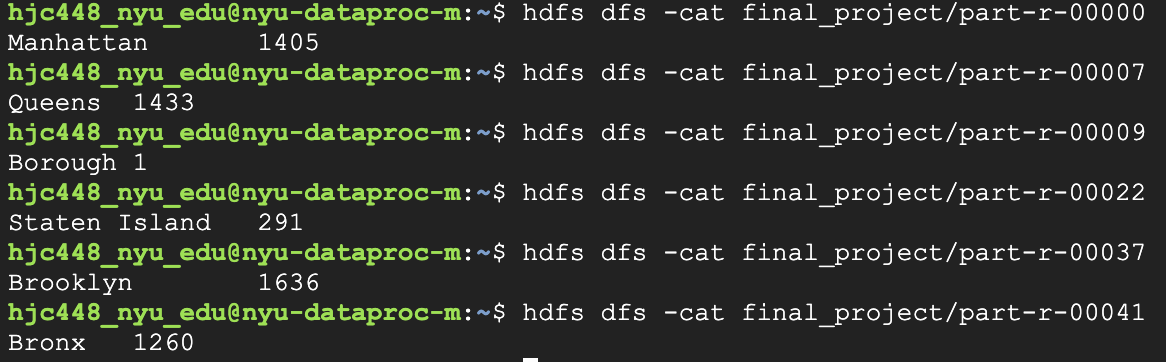 hjc448_nyu_edu@nyu-dataproc-m:~$ hdfs dfs -cat final_project/part-r-00000
Manhattan       1405
hjc448_nyu_edu@nyu-dataproc-m:~$ hdfs dfs -cat final_project/part-r-00007
Queens  1433
hjc448_nyu_edu@nyu-dataproc-m:~$ hdfs dfs -cat final_project/part-r-00009
Borough 1
hjc448_nyu_edu@nyu-dataproc-m:~$ hdfs dfs -cat final_project/part-r-00022
Staten Island   291
hjc448_nyu_edu@nyu-dataproc-m:~$ hdfs dfs -cat final_project/part-r-00037
Brooklyn        1636
hjc448_nyu_edu@nyu-dataproc-m:~$ hdfs dfs -cat final_project/part-r-00041
Bronx   1260